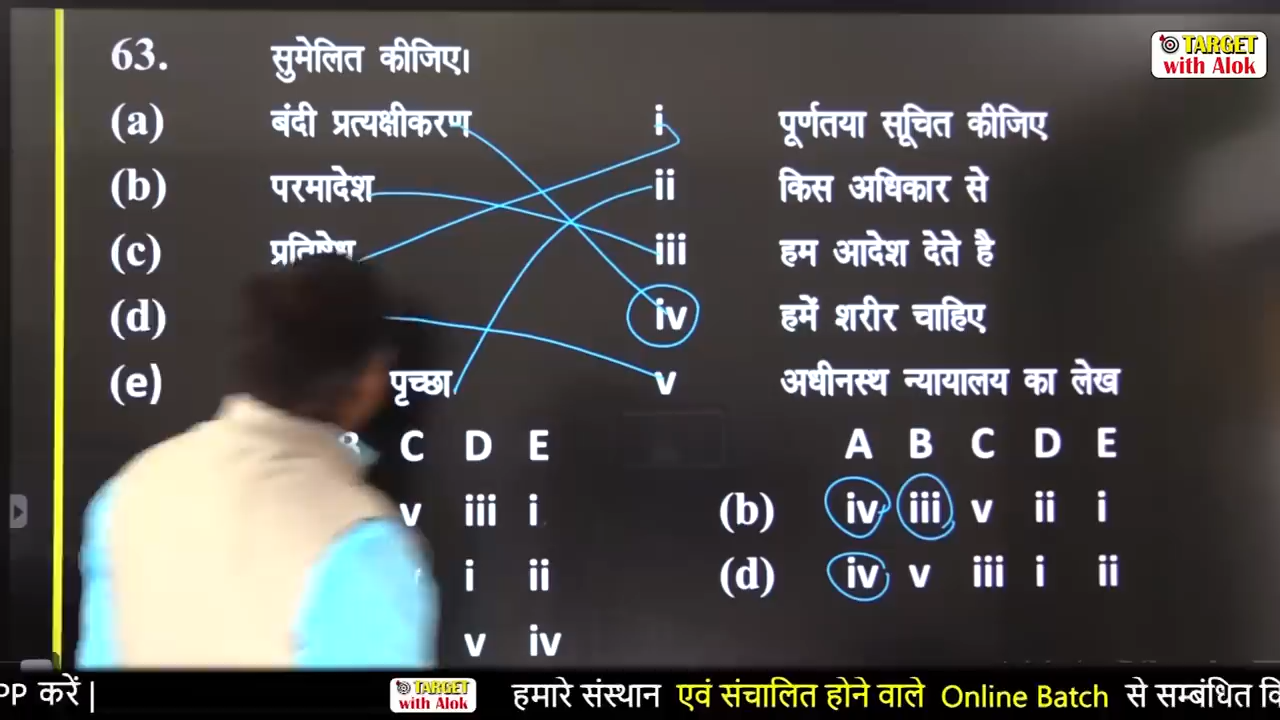 TARGET
with Alok
63. सुमेलित कीजिए।
(a) बंदी प्रत्यक्षीकरण i पूर्णतया सूचित कीजिए
(b) परमादेश ii किस अधिकार से
(c) प्रतिषेध iii हम आदेश देते है
(d) iv हमें शरीर चाहिए
(e) पृच्छा v अधीनस्थ न्यायालय का लेख
B C D E A B C D E
v iii i (b) iv iii v ii i
i ii (d) iv v iii i ii
v iv
PP करें | TARGET with Alok हमारे संस्थान एवं संचालित होने वाले Online Batch से सम्बंधित